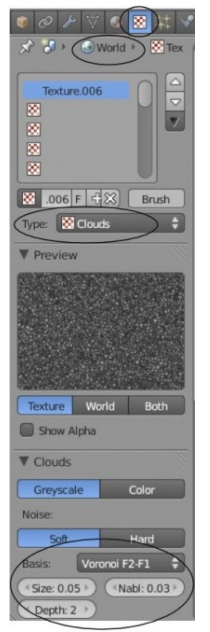 World Tex
Texture.006
.006 F Brush
Type: Clouds
Preview
Texture World Both
Show Alpha
Clouds
Greyscale Color
Noise:
Soft Hard
Basis: Voronoi F2-F1
Size: 0.05 Nabl: 0.03
Depth: 2